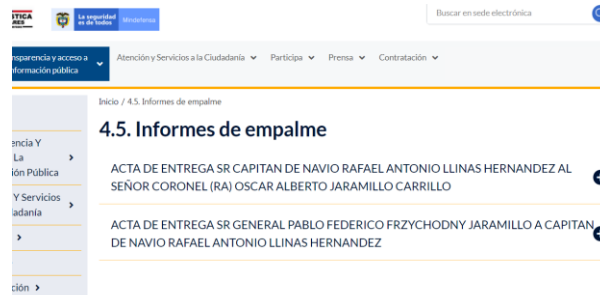 La seguridad
es de todos
Mindefensa
Buscar en sede electrónica
nsparencia y acceso a
nformación pública
Atención y Servicios a la Ciudadanía
Participa
Prensa
Contratación
Inicio / 4.5. Informes de empalme
4.5. Informes de empalme
encia Y
La
ión Pública
Y Servicios
dadanía
ción
ACTA DE ENTREGA SR CAPITAN DE NAVIO RAFAEL ANTONIO LLINAS HERNANDEZ AL
SEÑOR CORONEL (RA) OSCAR ALBERTO JARAMILLO CARRILLO
ACTA DE ENTREGA SR GENERAL PABLO FEDERICO FRZYCHODNY JARAMILLO A CAPITAN
DE NAVIO RAFAEL ANTONIO LLINAS HERNANDEZ